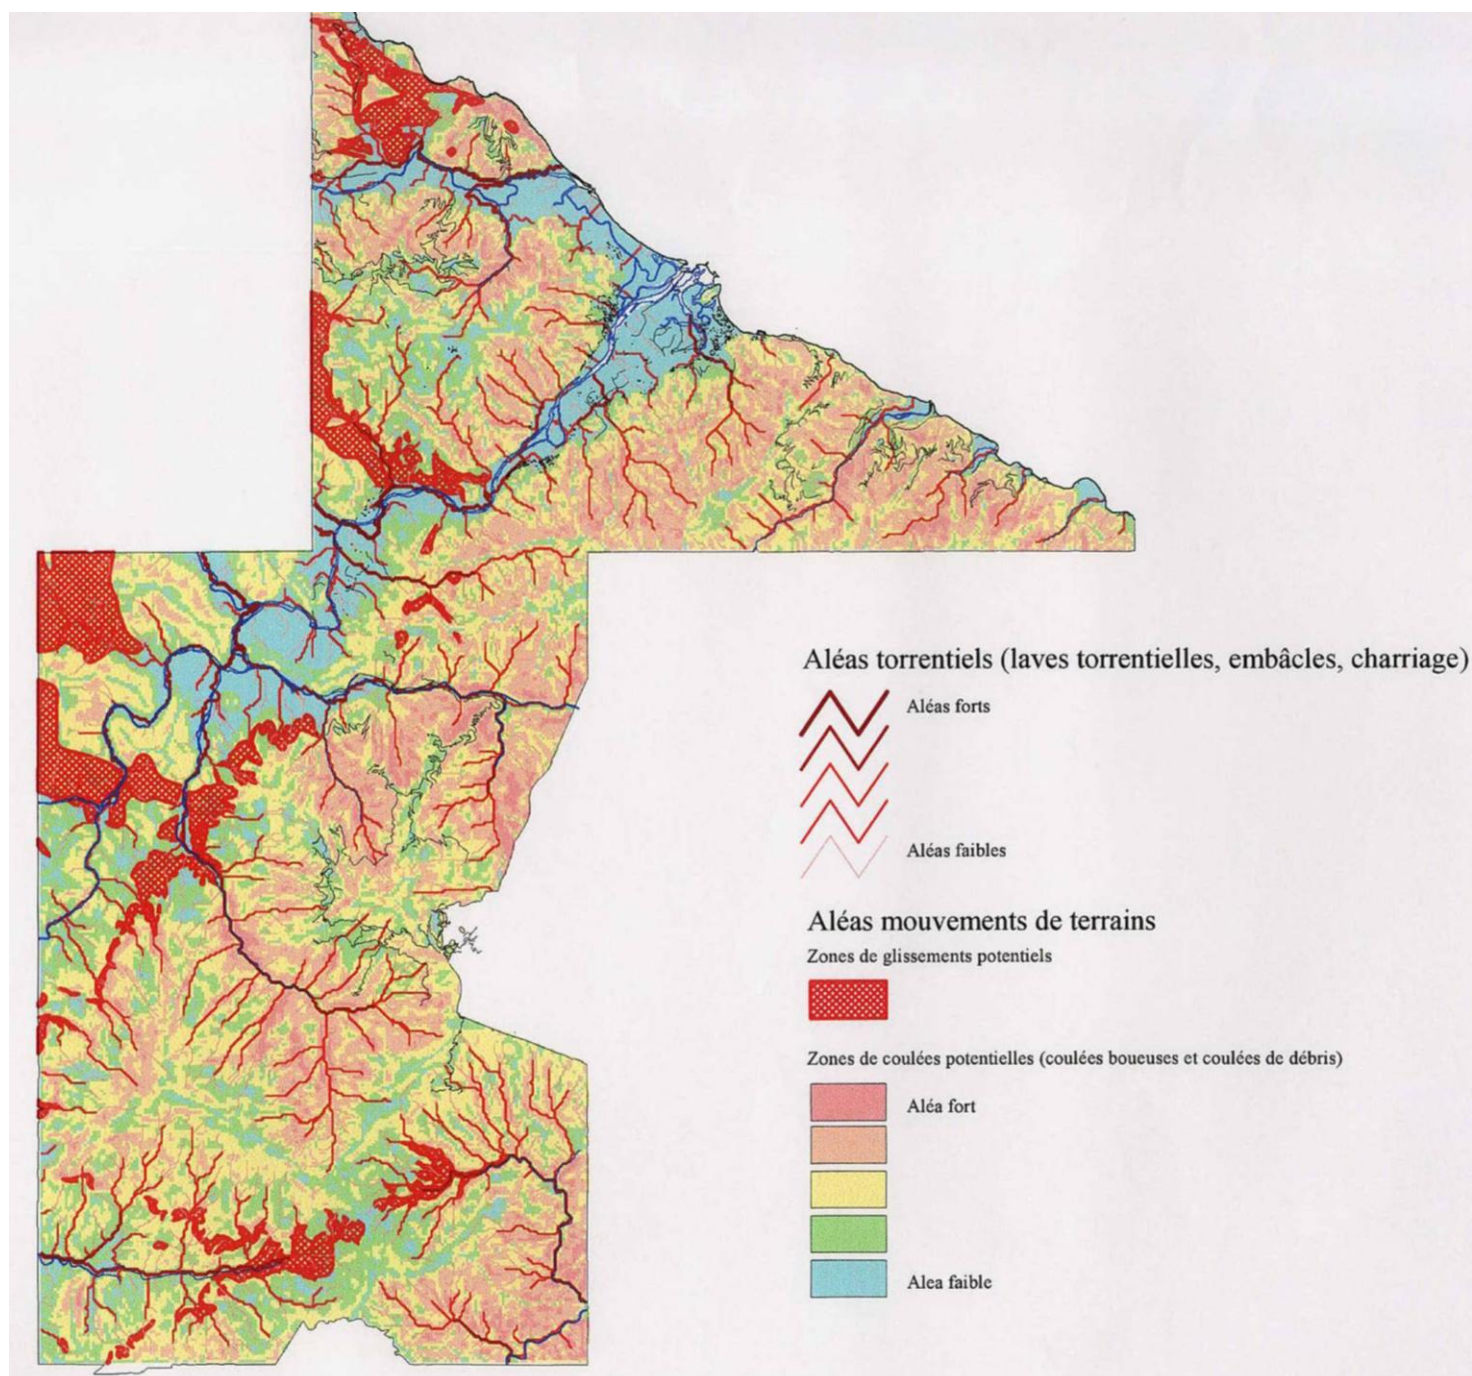 Aléas torrentiels (laves torrentielles, embâcles, charriage)
Aléas forts
Aléas faibles
Aléas mouvements de terrains
Zones de glissements potentiels
Zones de coulées potentielles (coulées boueuses et coulées de débris)
Aléa fort
Alea faible